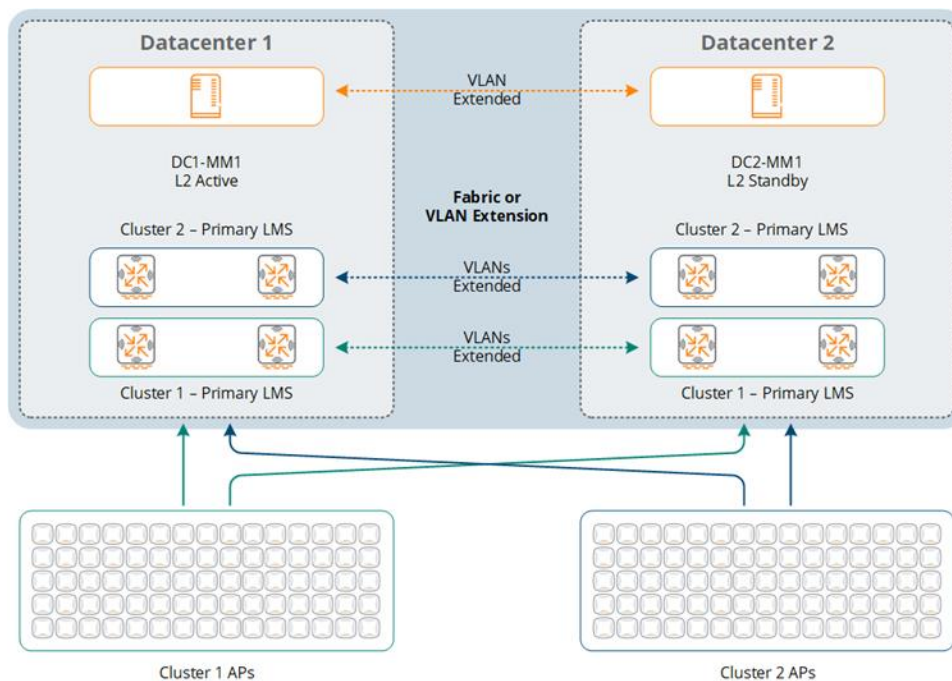 Datacenter 1
Datacenter 2
VLAN
Extended
DC1-MM1
L2 Active
DC2-MM1
L2 Standby
Fabric or
VLAN Extension
Cluster 2 – Primary LMS
Cluster 2 – Primary LMS
VLANs
Extended
VLANs
Extended
Cluster 1 – Primary LMS
Cluster 1 – Primary LMS
Cluster 1 APs
Cluster 2 APs